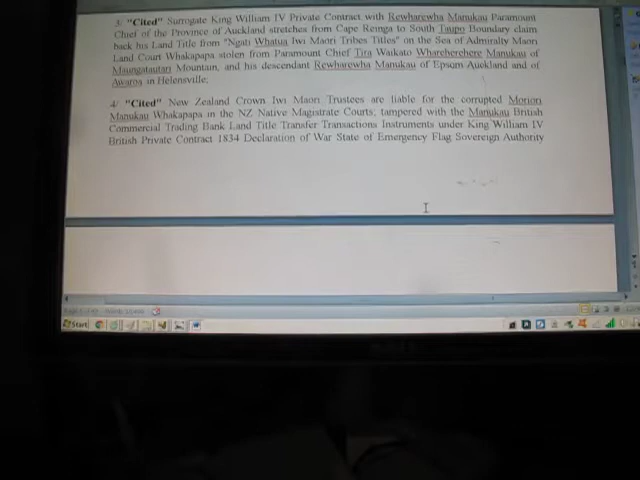 3/ "Cited" Surrogate King William IV Private Contract with Rewharewha Manukau Paramount
Chief of the Province of Auckland stretches from Cape Reinga to South Taupo Boundary claim
back his Land Title from "Ngati Whatua Iwi Maori Tribes Titles" on the Sea of Admiralty Maori
Land Court Whakapapa stolen from Paramount Chief Tira Waikato Wharepherehere Manukau of
Maungatautari Mountain, and his descendant Rewharewha Manukau of Epsom Auckland and of
Awaroa in Helensville;
4/ "Cited" New Zealand Crown Iwi Maori Trustees are liable for the corrupted Morion
Manukau Whakapapa in the NZ Native Magistrate Courts; tampered with the Manukau British
Commercial Trading Bank Land Title Transfer Transactions Instruments under King William IV
British Private Contract 1834 Declaration of War State of Emergency Flag Sovereign Authority
Start